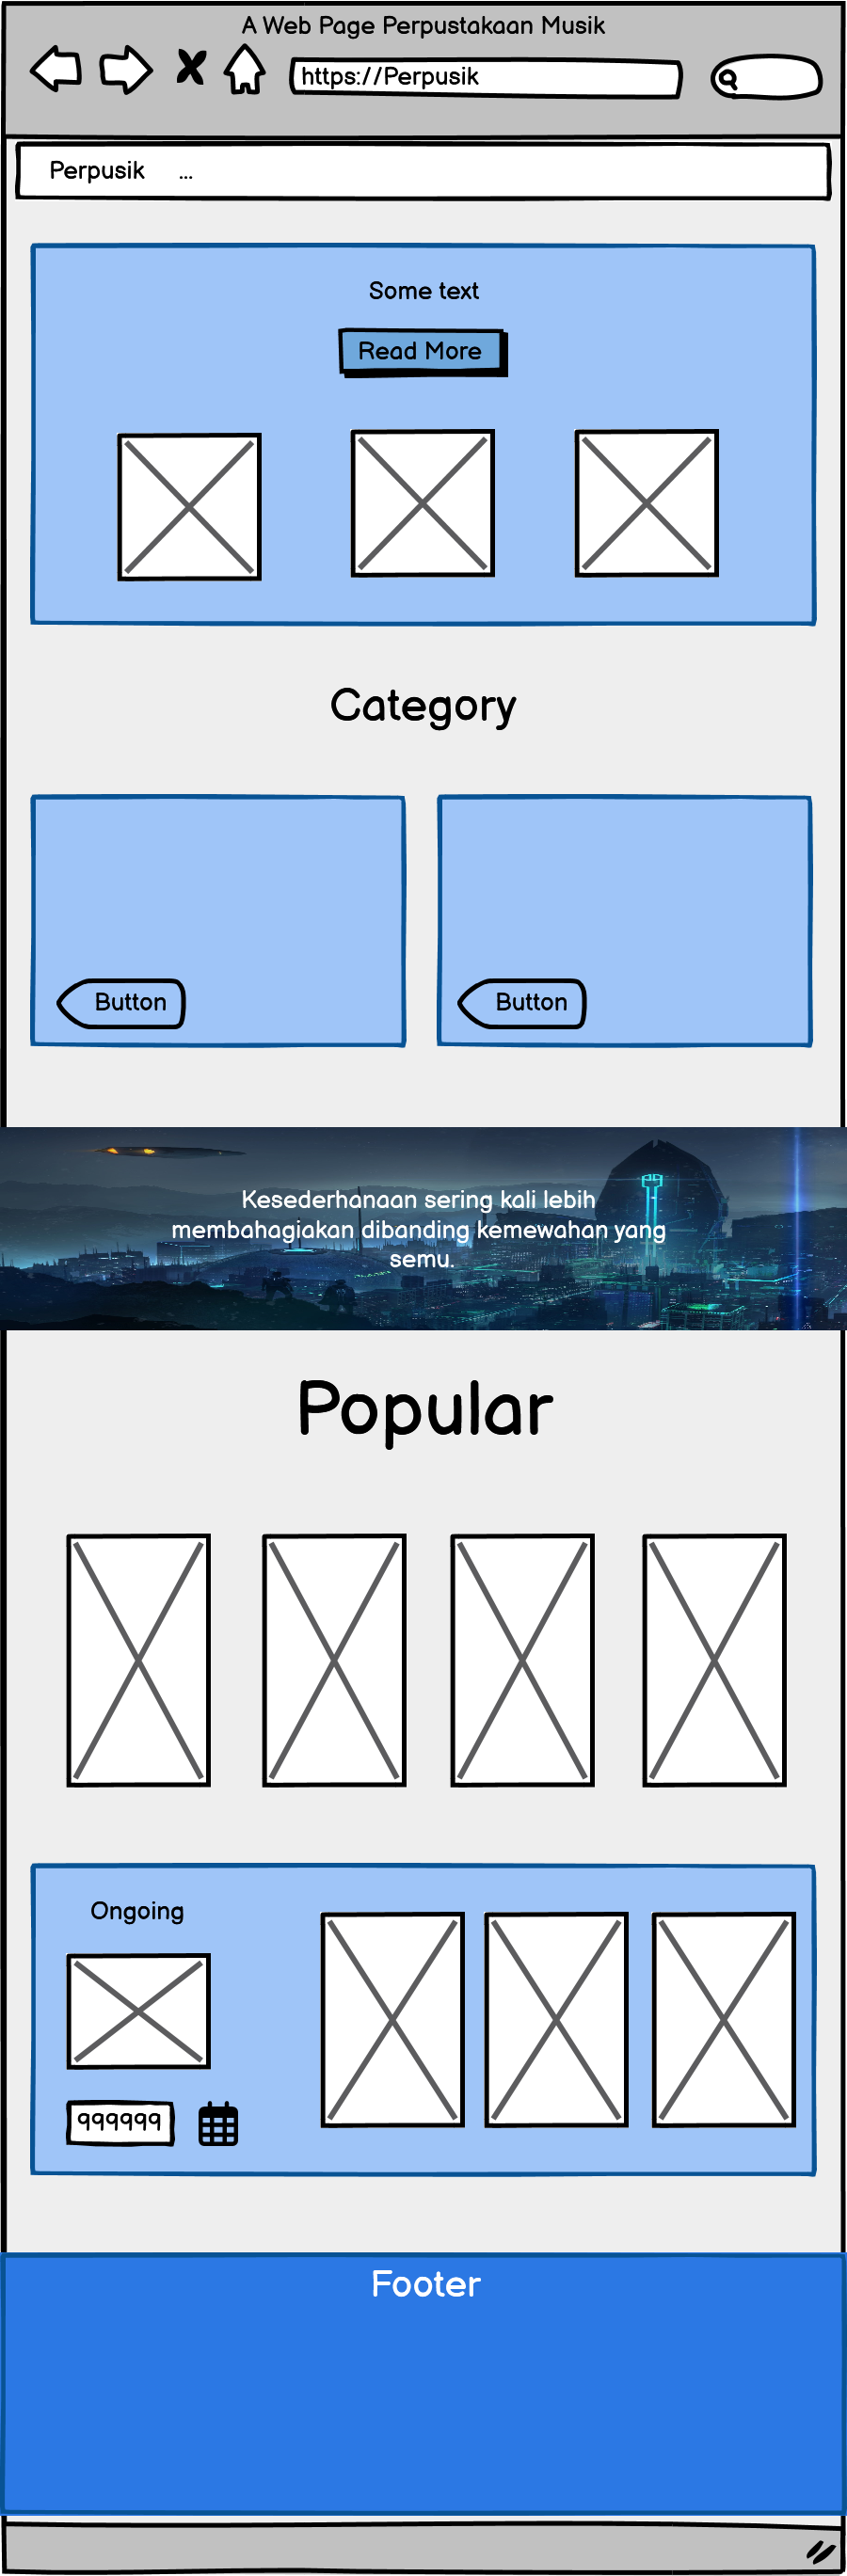 A Web Page Perpustakaan Musik
https://Perpusik
Perpusik ...
Some text
Read More
Category
Button Button
Kesederhanaan sering kali lebih
membahagiakan dibanding kemewahan yang
semu.
Popular
Ongoing
999999
Footer